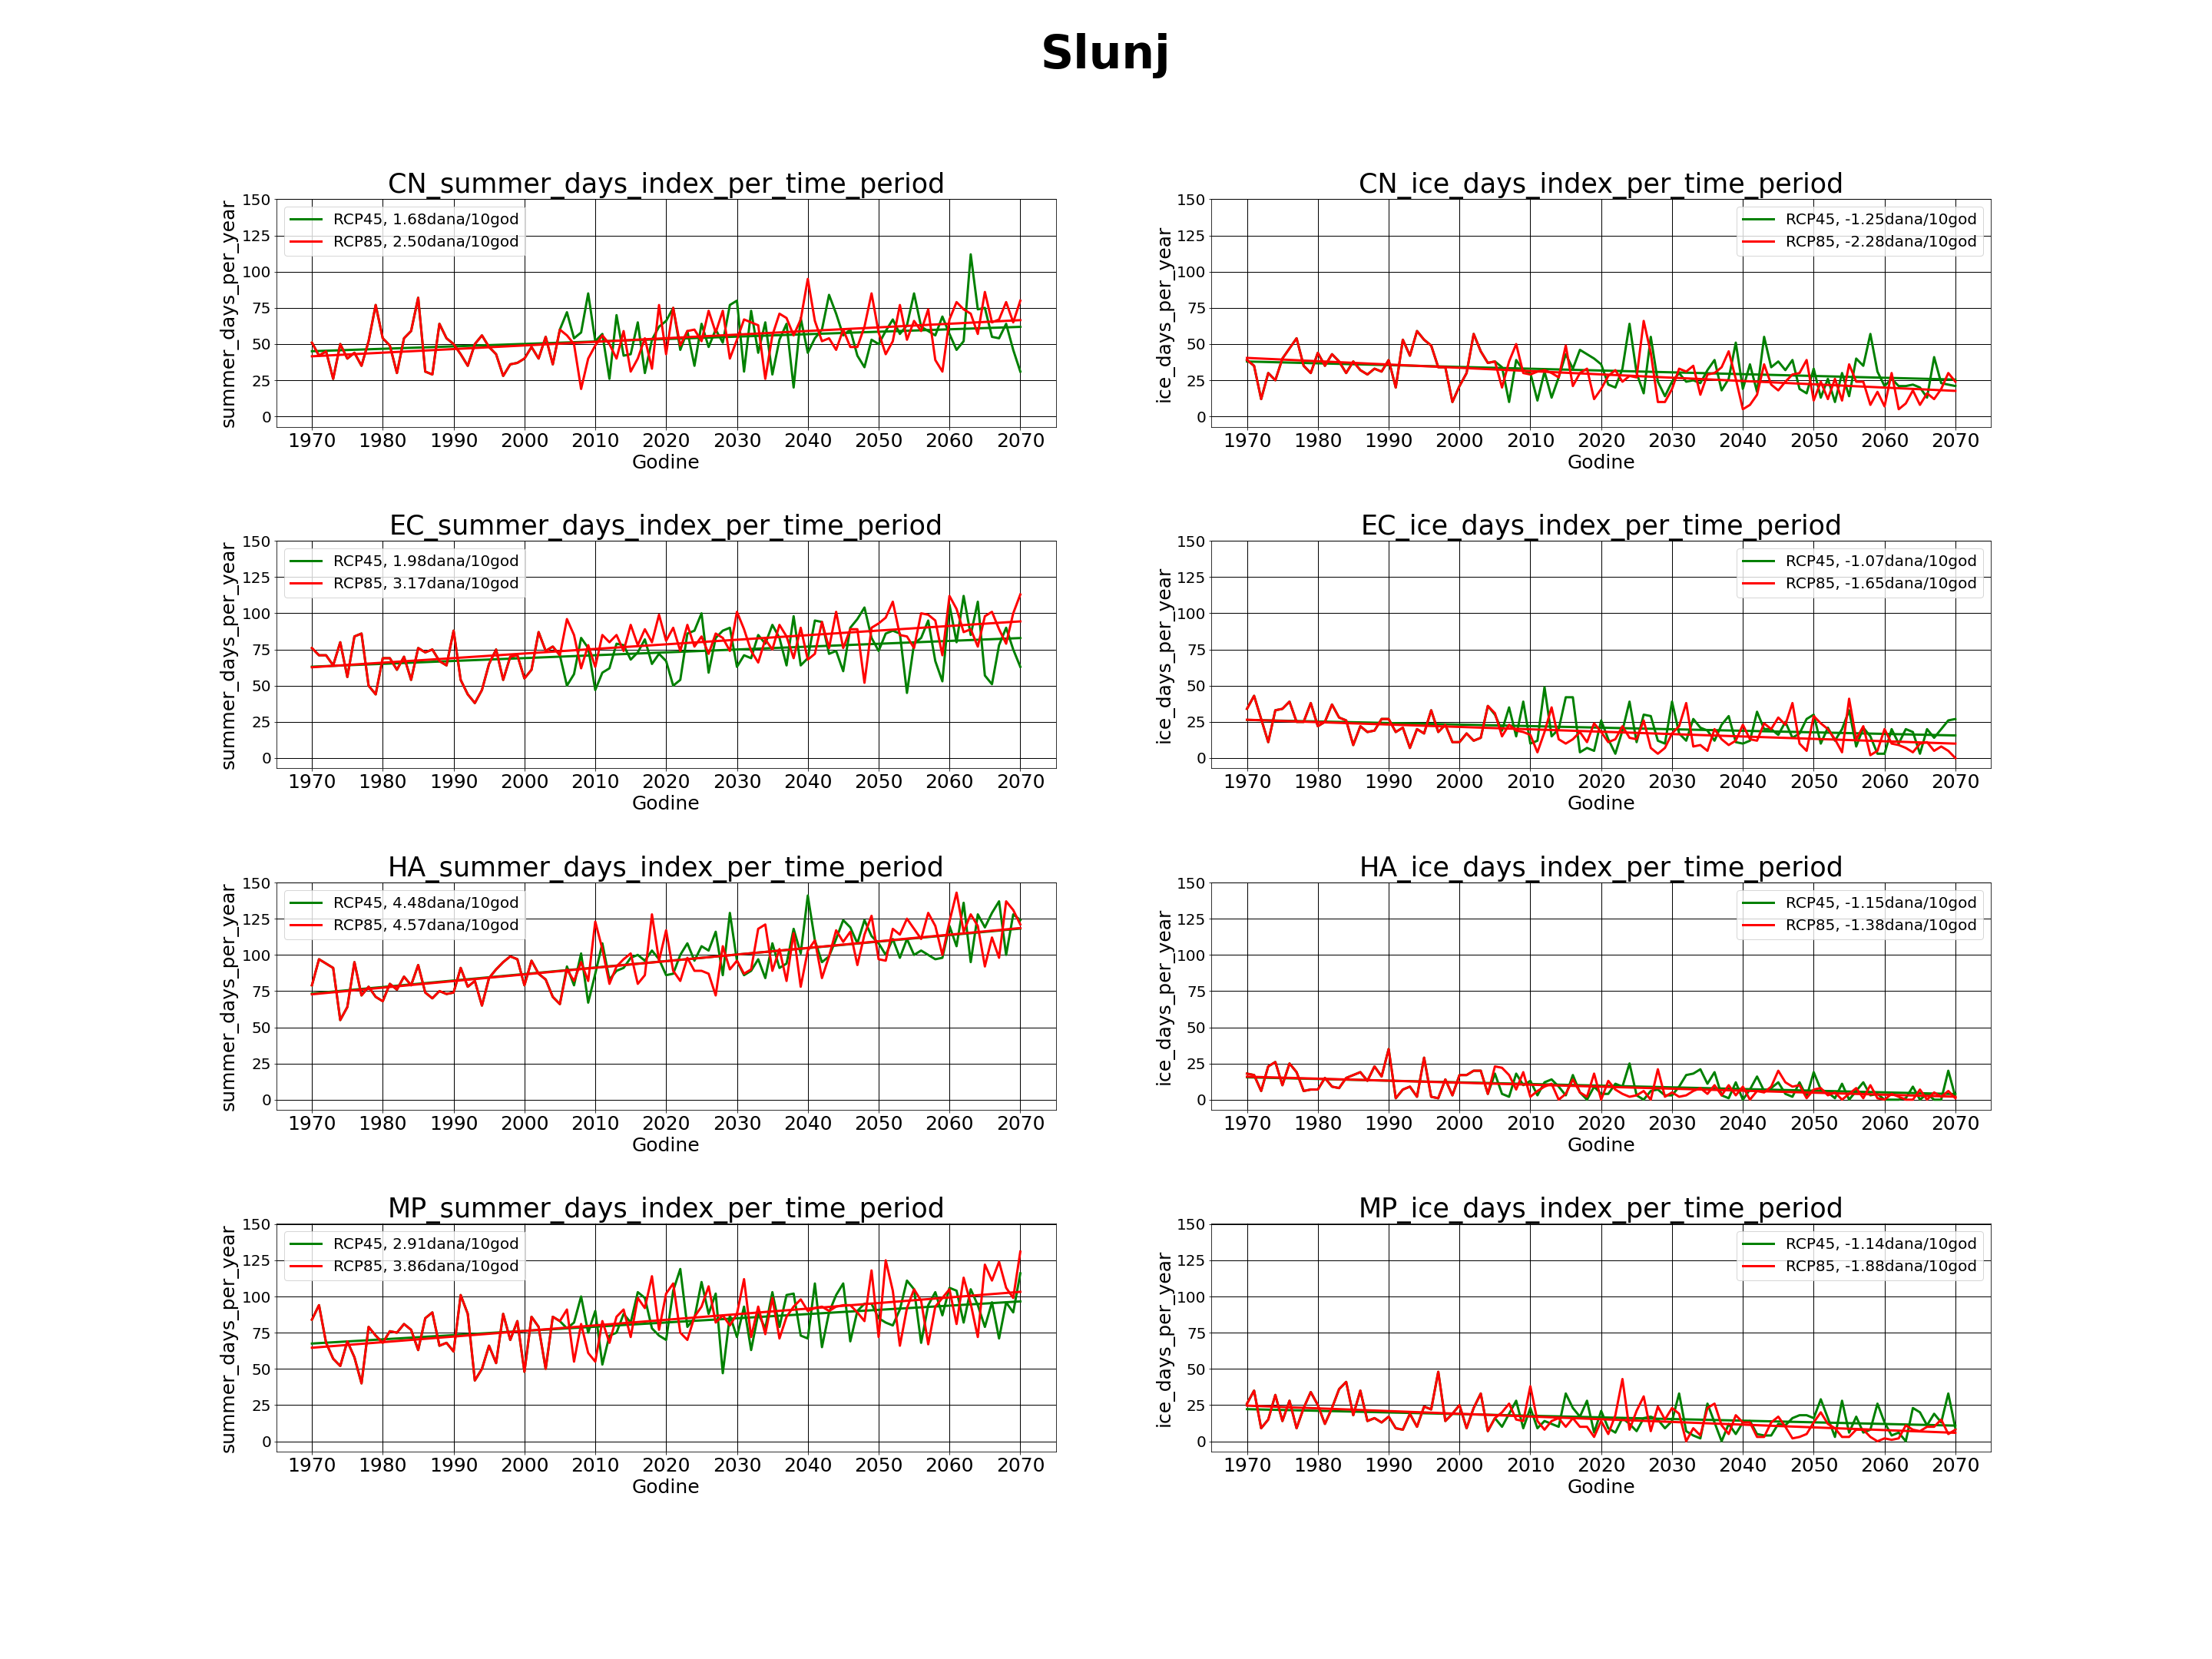 Slunj
CN_summer_days_index_per_time_period
summer_days_per_year
150
125
100
75
50
25
0
RCP45, 1.68dana/10god
RCP85, 2.50dana/10god
1970 1980 1990 2000 2010 2020 2030 2040 2050 2060 2070
Godine
CN_ice_days_index_per_time_period
ice_days_per_year
150
125
100
75
50
25
0
RCP45, -1.25dana/10god
RCP85, -2.28dana/10god
1970 1980 1990 2000 2010 2020 2030 2040 2050 2060 2070
Godine
EC_summer_days_index_per_time_period
summer_days_per_year
150
125
100
75
50
25
0
RCP45, 1.98dana/10god
RCP85, 3.17dana/10god
1970 1980 1990 2000 2010 2020 2030 2040 2050 2060 2070
Godine
EC_ice_days_index_per_time_period
ice_days_per_year
150
125
100
75
50
25
0
RCP45, -1.07dana/10god
RCP85, -1.65dana/10god
1970 1980 1990 2000 2010 2020 2030 2040 2050 2060 2070
Godine
HA_summer_days_index_per_time_period
summer_days_per_year
150
125
100
75
50
25
0
RCP45, 4.48dana/10god
RCP85, 4.57dana/10god
1970 1980 1990 2000 2010 2020 2030 2040 2050 2060 2070
Godine
HA_ice_days_index_per_time_period
ice_days_per_year
150
125
100
75
50
25
0
RCP45, -1.15dana/10god
RCP85, -1.38dana/10god
1970 1980 1990 2000 2010 2020 2030 2040 2050 2060 2070
Godine
MP_summer_days_index_per_time_period
summer_days_per_year
150
125
100
75
50
25
0
RCP45, 2.91dana/10god
RCP85, 3.86dana/10god
1970 1980 1990 2000 2010 2020 2030 2040 2050 2060 2070
Godine
MP_ice_days_index_per_time_period
ice_days_per_year
150
125
100
75
50
25
0
RCP45, -1.14dana/10god
RCP85, -1.88dana/10god
1970 1980 1990 2000 2010 2020 2030 2040 2050 2060 2070
Godine